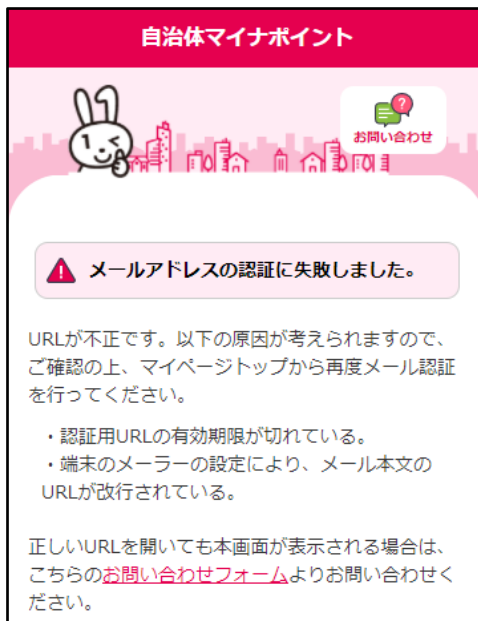 自治体マイナポイント
お問い合わせ
メールアドレスの認証に失敗しました。
URLが不正です。以下の原因が考えられますので、
ご確認の上、マイページトップから再度メール認証
を行ってください。
・認証用URLの有効期限が切れている。
・端末のメーラーの設定により、メール本文の
URLが改行されている。
正しいURLを開いても本画面が表示される場合は、
こちらのお問い合わせフォームよりお問い合わせく
ださい。